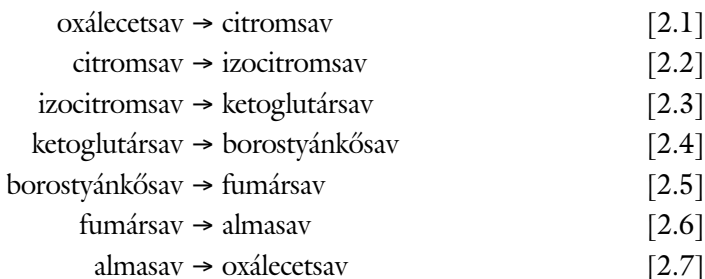 oxálecetsav → citromsav [2.1]
citromsav → izocitromsav [2.2]
izocitromsav → ketoglutársav [2.3]
ketoglutársav → borostyánkősav [2.4]
borostyánkősav → fumársav [2.5]
fumársav → almasav [2.6]
almasav → oxálecetsav [2.7]